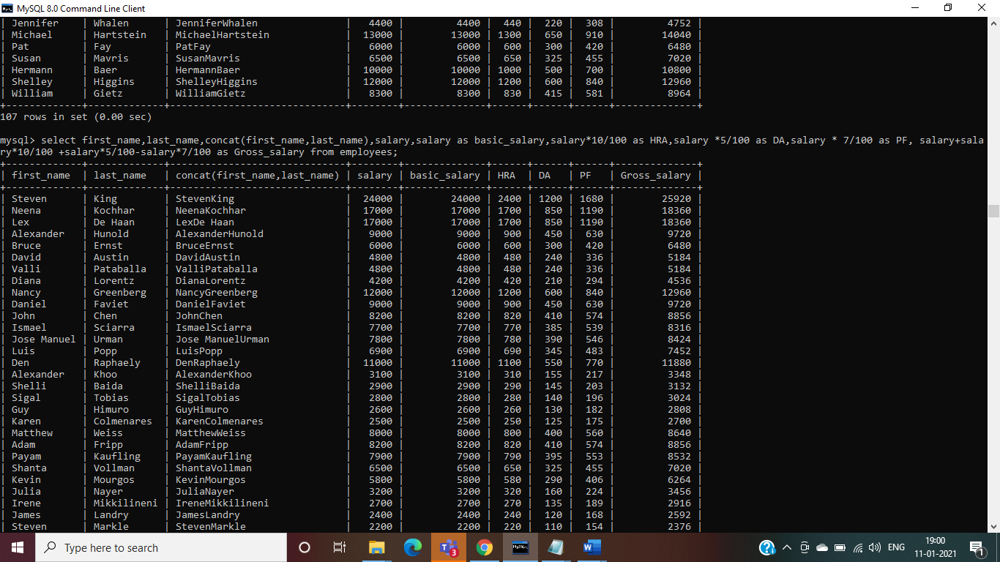 MySQL 8.0 Command Line Client
| Jennifer | Whalen | JenniferWhalen | 4400 | 4400 | 440 | 220 | 308 | 4752 |
| Michael | Hartstein | MichaelHartstein | 13000 | 13000 | 1300 | 650 | 910 | 14040 |
| Pat | Fay | PatFay | 6000 | 6000 | 600 | 300 | 420 | 6480 |
| Susan | Mavris | SusanMavris | 6500 | 6500 | 650 | 325 | 455 | 7020 |
| Hermann | Baer | HermannBaer | 10000 | 10000 | 1000 | 500 | 700 | 10800 |
| Shelley | Higgins | ShelleyHiggins | 12000 | 12000 | 1200 | 600 | 840 | 12960 |
| William | Gietz | WilliamGietz | 8300 | 8300 | 830 | 415 | 581 | 8964 |
107 rows in set (0.00 sec)
mysql> select first_name,last_name,concat(first_name,last_name),salary,salary as basic_salary,salary*10/100 as HRA,salary *5/100 as DA,salary * 7/100 as PF, salary+sala
ry*10/100 +salary*5/100-salary*7/100 as Gross_salary from employees;
| first_name | last_name | concat(first_name,last_name) | salary | basic_salary | HRA | DA | PF | Gross_salary |
| Steven | King | StevenKing | 24000 | 24000 | 2400 | 1200 | 1680 | 25920 |
| Neena | Kochhar | NeenaKochhar | 17000 | 17000 | 1700 | 850 | 1190 | 18360 |
| Lex | De Haan | LexDe Haan | 17000 | 17000 | 1700 | 850 | 1190 | 18360 |
| Alexander | Hunold | AlexanderHunold | 9000 | 9000 | 900 | 450 | 630 | 9720 |
| Bruce | Ernst | BruceErnst | 6000 | 6000 | 600 | 300 | 420 | 6480 |
| David | Austin | DavidAustin | 4800 | 4800 | 480 | 240 | 336 | 5184 |
| Valli | Pataballa | ValliPataballa | 4800 | 4800 | 480 | 240 | 336 | 5184 |
| Diana | Lorentz | DianaLorentz | 4200 | 4200 | 420 | 210 | 294 | 4536 |
| Nancy | Greenberg | NancyGreenberg | 12000 | 12000 | 1200 | 600 | 840 | 12960 |
| Daniel | Faviet | DanielFaviet | 9000 | 9000 | 900 | 450 | 630 | 9720 |
| John | Chen | JohnChen | 8200 | 8200 | 820 | 410 | 574 | 8856 |
| Ismael | Sciarra | IsmaelSciarra | 7700 | 7700 | 770 | 385 | 539 | 8316 |
| Jose Manuel | Urman | Jose ManuelUrman | 7800 | 7800 | 780 | 390 | 546 | 8424 |
| Luis | Popp | LuisPopp | 6900 | 6900 | 690 | 345 | 483 | 7452 |
| Den | Raphaely | DenRaphaely | 11000 | 11000 | 1100 | 550 | 770 | 11880 |
| Alexander | Khoo | AlexanderKhoo | 3100 | 3100 | 310 | 155 | 217 | 3348 |
| Shelli | Baida | ShelliBaida | 2900 | 2900 | 290 | 145 | 203 | 3132 |
| Sigal | Tobias | SigalTobias | 2800 | 2800 | 280 | 140 | 196 | 3024 |
| Guy | Himuro | GuyHimuro | 2600 | 2600 | 260 | 130 | 182 | 2808 |
| Karen | Colmenares | KarenColmenares | 2500 | 2500 | 250 | 125 | 175 | 2700 |
| Matthew | Weiss | MatthewWeiss | 8000 | 8000 | 800 | 400 | 560 | 8640 |
| Adam | Fripp | AdamFripp | 8200 | 8200 | 820 | 410 | 574 | 8856 |
| Payam | Kaufling | PayamKaufling | 7900 | 7900 | 790 | 395 | 553 | 8532 |
| Shanta | Vollman | ShantaVollman | 6500 | 6500 | 650 | 325 | 455 | 7020 |
| Kevin | Mourgos | KevinMourgos | 5800 | 5800 | 580 | 290 | 406 | 6264 |
| Julia | Nayer | JuliaNayer | 3200 | 3200 | 320 | 160 | 224 | 3456 |
| Irene | Mikkilineni | IreneMikkilineni | 2700 | 2700 | 270 | 135 | 189 | 2916 |
| James | Landry | JamesLandry | 2400 | 2400 | 240 | 120 | 168 | 2592 |
| Steven | Markle | StevenMarkle | 2200 | 2200 | 220 | 110 | 154 | 2376 |
Type here to search
3
ENG
19:00
11-01-2021
1